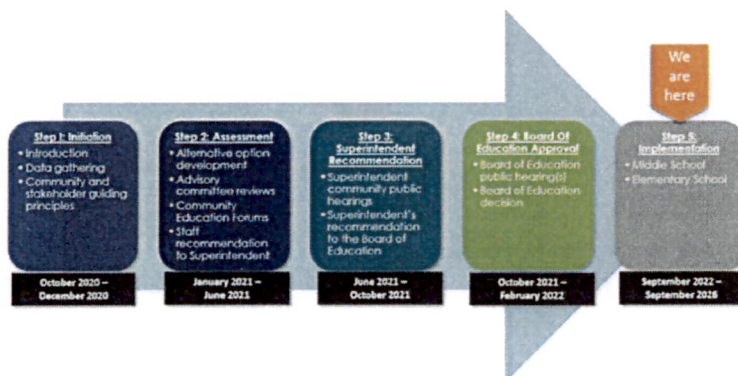 We
are
here
Step 1: Initiation
• Introduction
• Data gathering
• Community and
stakeholder guiding
principles
October 2020 –
December 2020
Step 2: Assessment
• Alternative option
development
• Advisory
committee reviews
• Community
Education Forums
• Staff
recommendation
to Superintendent
January 2021 –
June 2021
Step 3:
Superintendent
Recommendation
• Superintendent
community public
hearings
• Superintendent's
recommendation
to the Board of
Education
June 2021 –
October 2021
Step 4: Board Of
Education Approval
• Board of Education
public hearing(s)
• Board of Education
decision
October 2021 –
February 2022
Step 5:
Implementation
• Middle School
• Elementary School
September 2022 –
September 2026